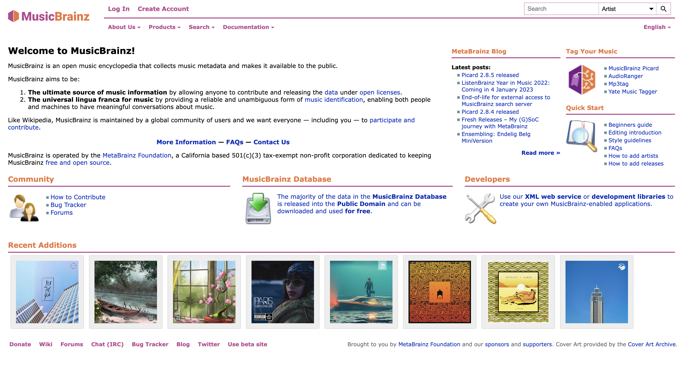 MusicBrainz
Log In Create Account
Search Artist
About Us Products Search Documentation
English
Welcome to MusicBrainz!
MusicBrainz is an open music encyclopedia that collects music metadata and makes it available to the public.
MusicBrainz aims to be:
1. The ultimate source of music information by allowing anyone to contribute and releasing the data under open licenses.
2. The universal lingua franca for music by providing a reliable and unambiguous form of music identification, enabling both people
and machines to have meaningful conversations about music.
Like Wikipedia, MusicBrainz is maintained by a global community of users and we want everyone — including you — to participate and
contribute.
More Information — FAQs — Contact Us
MusicBrainz is operated by the MetaBrainz Foundation, a California based 501(c)(3) tax-exempt non-profit corporation dedicated to keeping
MusicBrainz free and open source.
MetaBrainz Blog
Latest posts:
Picard 2.8.5 released
ListenBrainz Year in Music 2022:
Coming in 4 January 2023
End-of-life for external access to
MusicBrainz search server
Picard 2.8.4 released
Fresh Releases – My (G)SoC
journey with MetaBrainz
Ensembling: Endelig Belg
MiniVersion
Read more »
Tag Your Music
MusicBrainz Picard
AudioRanger
Mp3tag
Yate Music Tagger
Quick Start
Beginners guide
Editing introduction
Style guidelines
FAQs
How to add artists
How to add releases
Community
How to Contribute
Bug Tracker
Forums
MusicBrainz Database
The majority of the data in the MusicBrainz Database
is released into the Public Domain and can be
downloaded and used for free.
Developers
Use our XML web service or development libraries to
create your own MusicBrainz-enabled applications.
Recent Additions
PARIS
Donate Wiki Forums Chat (IRC) Bug Tracker Blog Twitter Use beta site
Brought to you by MetaBrainz Foundation and our sponsors and supporters. Cover Art provided by the Cover Art Archive.